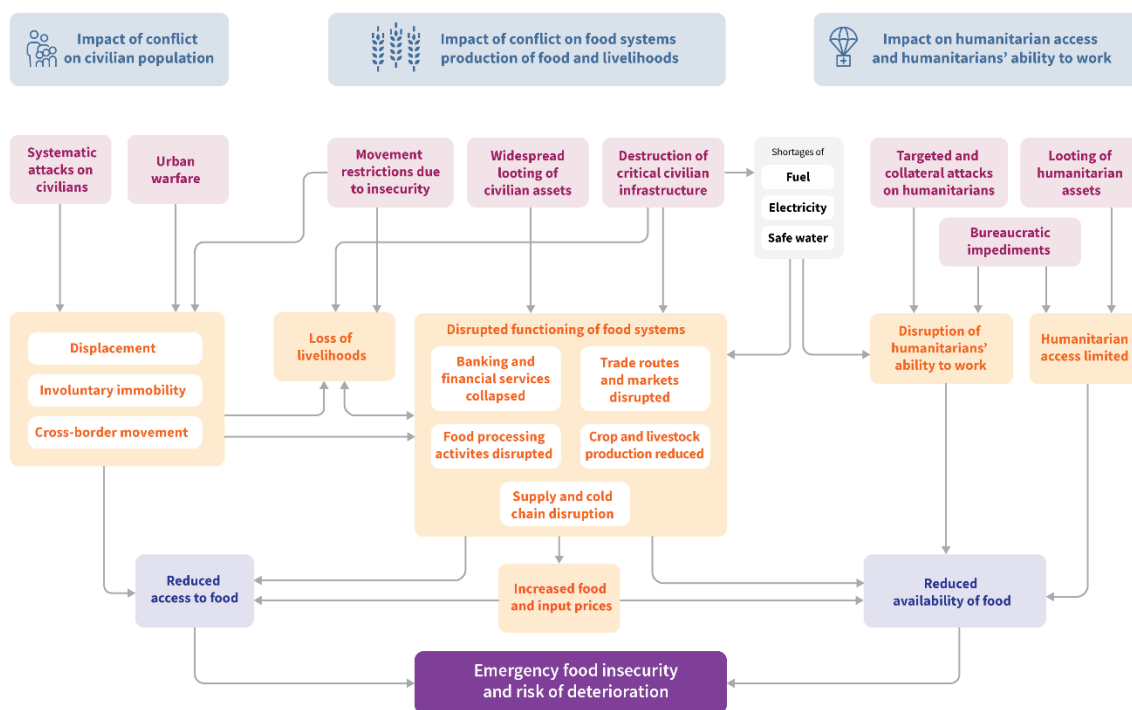 Impact of conflict
on civilian population
Impact of conflict on food systems
production of food and livelihoods
Impact on humanitarian access
and humanitarians’ ability to work
Systematic
attacks on
civilians
Urban
warfare
Movement
restrictions due
to insecurity
Widespread
looting of
civilian assets
Destruction of
critical civilian
infrastructure
Shortages of
Fuel
Electricity
Safe water
Targeted and
collateral attacks
on humanitarians
Looting of
humanitarian
assets
Bureaucratic
impediments
Displacement
Involuntary immobility
Cross-border movement
Loss of
livelihoods
Disrupted functioning of food systems
Banking and
financial services
collapsed
Trade routes
and markets
disrupted
Food processing
activites disrupted
Crop and livestock
production reduced
Supply and cold
chain disruption
Disruption of
humanitarians’
ability to work
Humanitarian
access limited
Reduced
access to food
Increased food
and input prices
Reduced
availability of food
Emergency food insecurity
and risk of deterioration